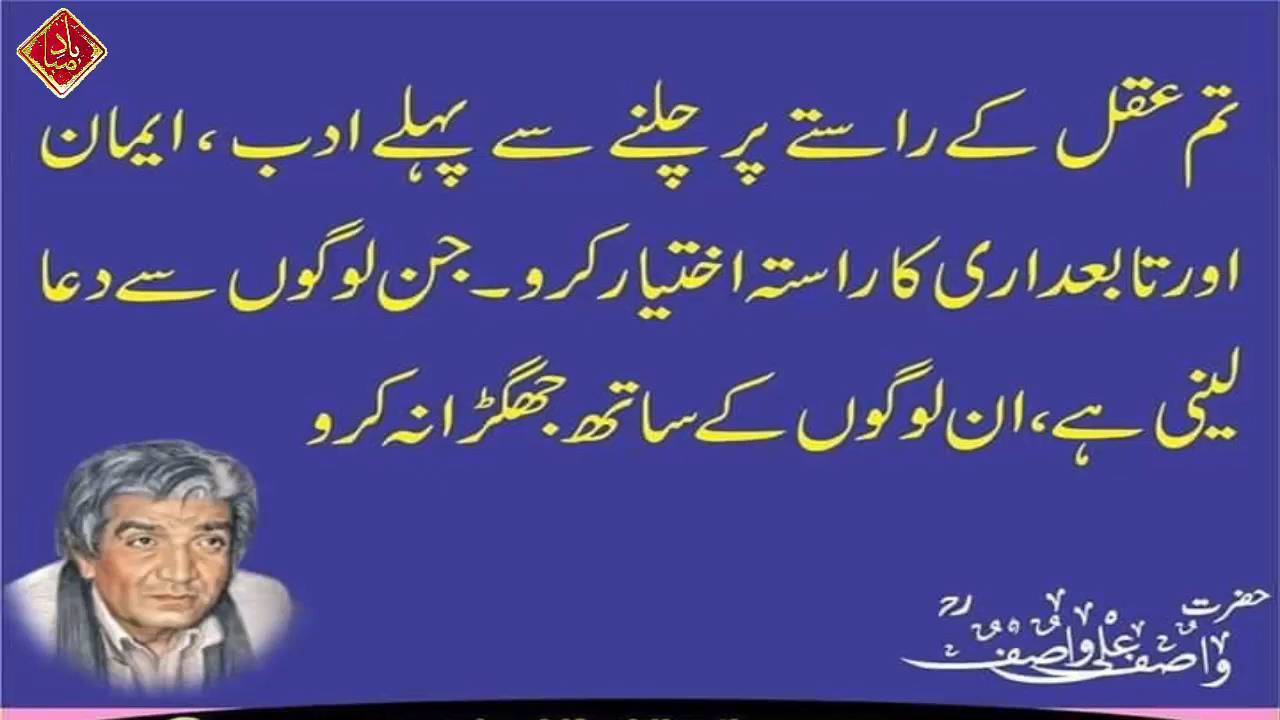 تم عقل کے راستے پر چلنے سے پہلے ادب، ایمان
اور تابعداری کا راستہ اختیار کرو۔ جن لوگوں سے دعا
لینی ہے، ان لوگوں کے ساتھ جھگڑا نہ کرو
حضرت
واصف علی واصفؒ